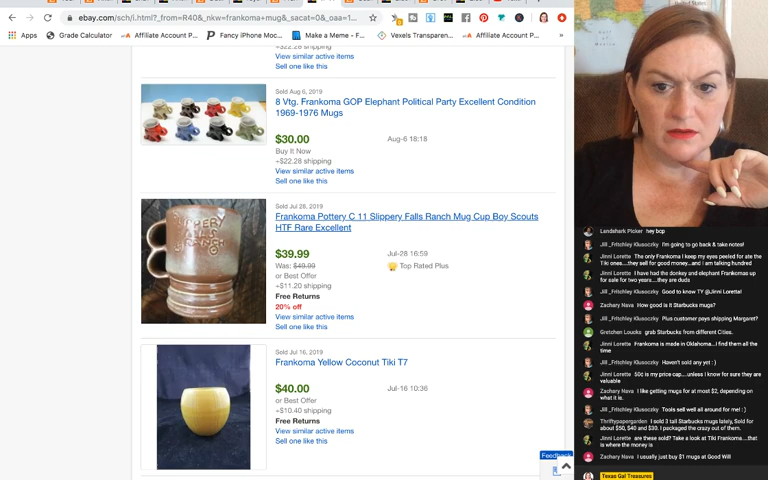 ebay.com/sch/i.html?_from=R40&_nkw=frankoma+mug&_sacat=0&_oaa=1...
Apps
Grade Calculator
Affiliate Account P...
Fancy iPhone Moc...
Make a Meme - F...
Vexels Transparen...
Affiliate Account P...
»
+$22.28 shipping
View similar active items
Sell one like this
Sold Aug 6, 2019
8 Vtg. Frankoma GOP Elephant Political Party Excellent Condition
1969-1976 Mugs
$30.00
Aug-6 18:18
Buy It Now
+$22.28 shipping
View similar active items
Sell one like this
Sold Jul 28, 2019
Frankoma Pottery C 11 Slippery Falls Ranch Mug Cup Boy Scouts
HTF Rare Excellent
$39.99
Jul-28 16:59
Was: $49.99
Top Rated Plus
or Best Offer
+$11.20 shipping
Free Returns
20% off
View similar active items
Sell one like this
Sold Jul 16, 2019
Frankoma Yellow Coconut Tiki T7
$40.00
Jul-16 10:36
or Best Offer
+$10.40 shipping
Free Returns
View similar active items
Sell one like this
Feedback
Landshark Picker hey bop
Jill _Fritchley Klusoczky I'm going to go back & take notes!
Jinni Lorette The only Frankoma I keep my eyes peeled for ate the
Tiki ones....they sell for good money...and i am talking hundred
Jinni Lorette I have had the donkey and elephant Frankomas up
for sale for two years....they are duds
Jill _Fritchley Klusoczky Good to know TY @Jinni Lorette!
Zachary Nava How good is Starbucks mugs?
Jill _Fritchley Klusoczky Plus customer pays shipping Margaret?
Gretchen Loucks grab Starbucks from different Cities.
Jinni Lorette Frankoma is made in Oklahoma...I find them all the
time
Jill _Fritchley Klusoczky Haven't sold any yet : )
Jinni Lorette 50¢ is my price cap.....unless I know for sure they are
valuable
Zachary Nava I like getting mugs for at most $2, depending on
what it is.
Jill _Fritchley Klusoczky Tools sell well all around for me! : )
Thriftypapergarden I sold 3 tall Starbucks mugs lately, Sold for
about $50, $40 and $30. I packaged the crazy out of them.
Jinni Lorette are these sold? Take a look at Tiki Frankoma....that
is where the money is
Zachary Nava I usually just buy $1 mugs at Good Will
Texas Gal Treasures